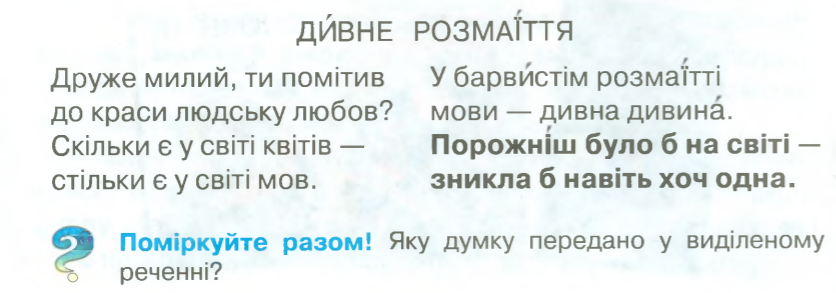 ДИ́ВНЕ РОЗМАЇ́ТТЯ
Друже милий, ти помітив
до краси людську любов?
Скільки є у світі квітів —
стільки є у світі мов.
У барви́стім розмаї́тті
мови — дивна дивина́.
Порожні́ш було б на світі —
зникла б навіть хоч одна.
Поміркуйте разом! Яку думку передано у виділеному
реченні?